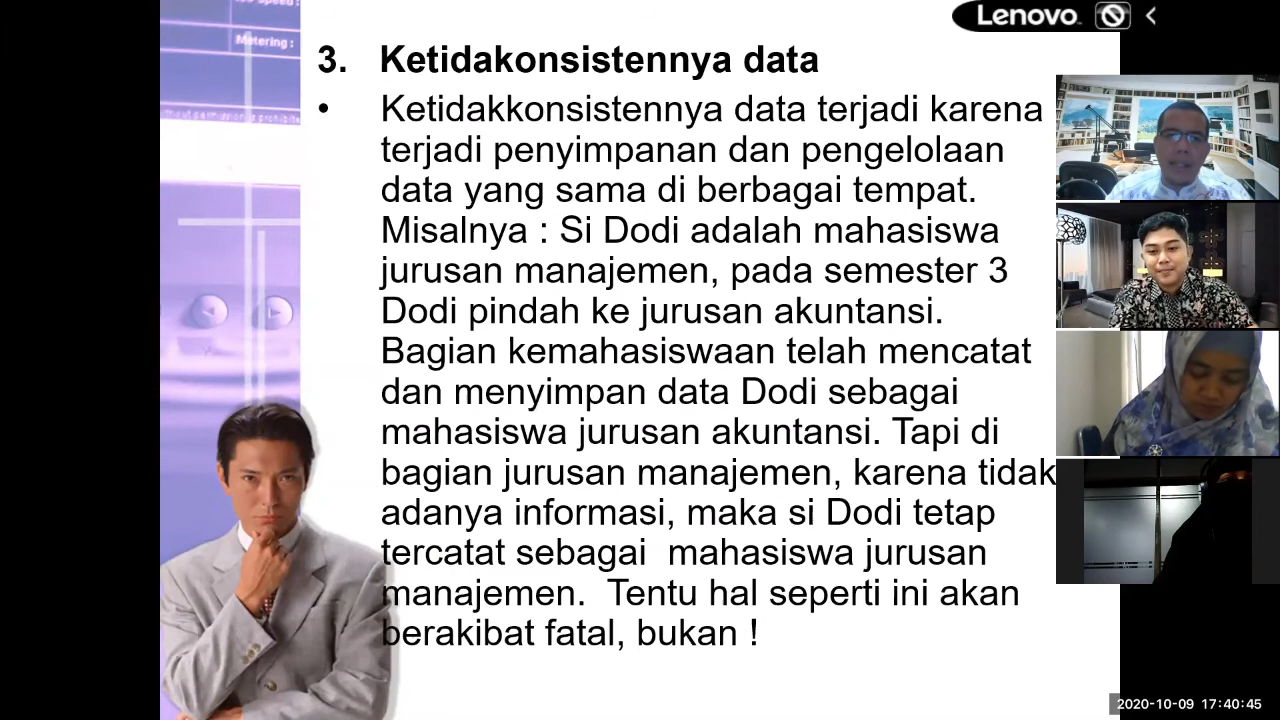 Lenovo
Metering :
3. Ketidakonsistennya data
• Ketidakkonsistennya data terjadi karena
terjadi penyimpanan dan pengelolaan
data yang sama di berbagai tempat.
Misalnya : Si Dodi adalah mahasiswa
jurusan manajemen, pada semester 3
Dodi pindah ke jurusan akuntansi.
Bagian kemahasiswaan telah mencatat
dan menyimpan data Dodi sebagai
mahasiswa jurusan akuntansi. Tapi di
bagian jurusan manajemen, karena tidak
adanya informasi, maka si Dodi tetap
tercatat sebagai  mahasiswa jurusan
manajemen.  Tentu hal seperti ini akan
berakibat fatal, bukan !
2020-10-09 17:40:45